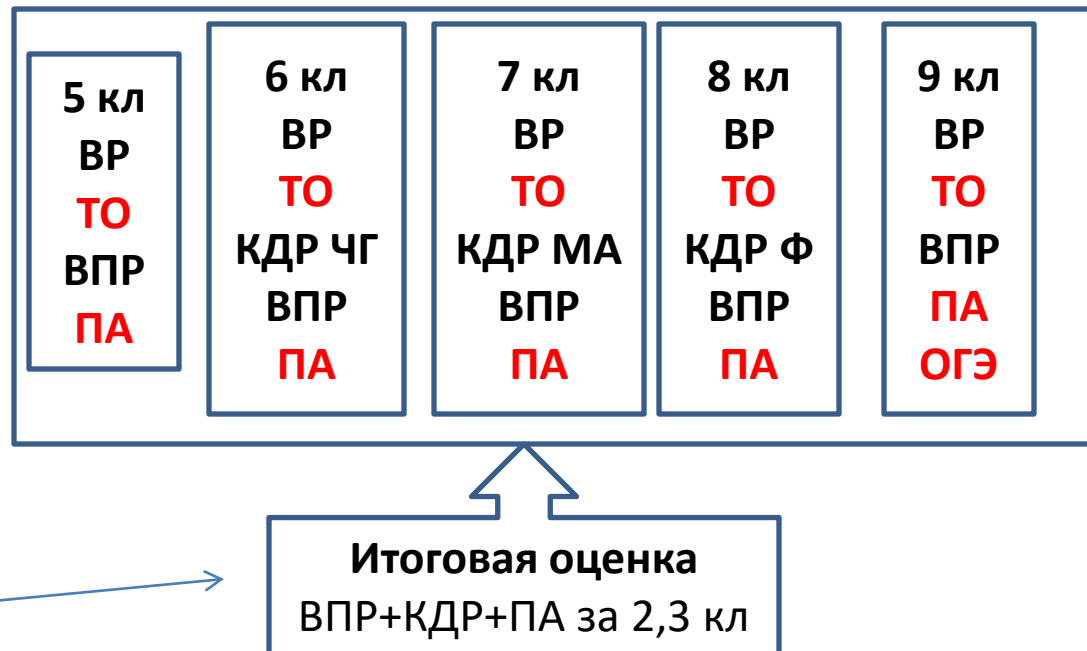 5 кл
ВР
ТО
ВПР
ПА
6 кл
ВР
ТО
КДР ЧГ
ВПР
ПА
7 кл
ВР
ТО
КДР МА
ВПР
ПА
8 кл
ВР
ТО
КДР Ф
ВПР
ПА
9 кл
ВР
ТО
ВПР
ПА
ОГЭ
Итоговая оценка
ВПР+КДР+ПА за 2,3 кл